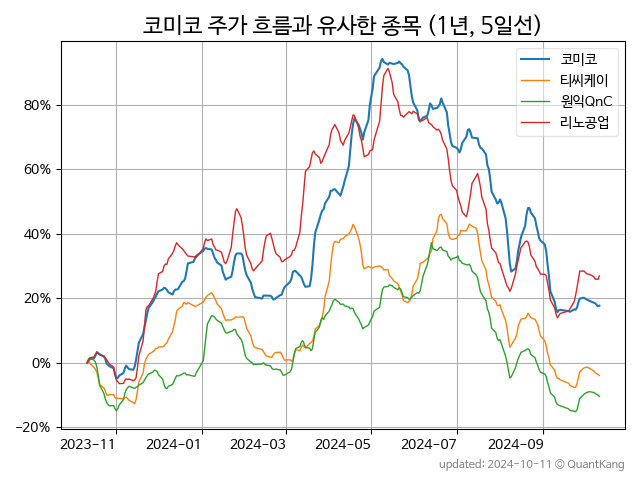 코미코 주가 흐름과 유사한 종목 (1년, 5일선)
코미코
티씨케이
원익QnC
리노공업
80%
60%
40%
20%
0%
−20%
2023-11
2024-01
2024-03
2024-05
2024-07
2024-09
updated: 2024-10-11 © QuantKang